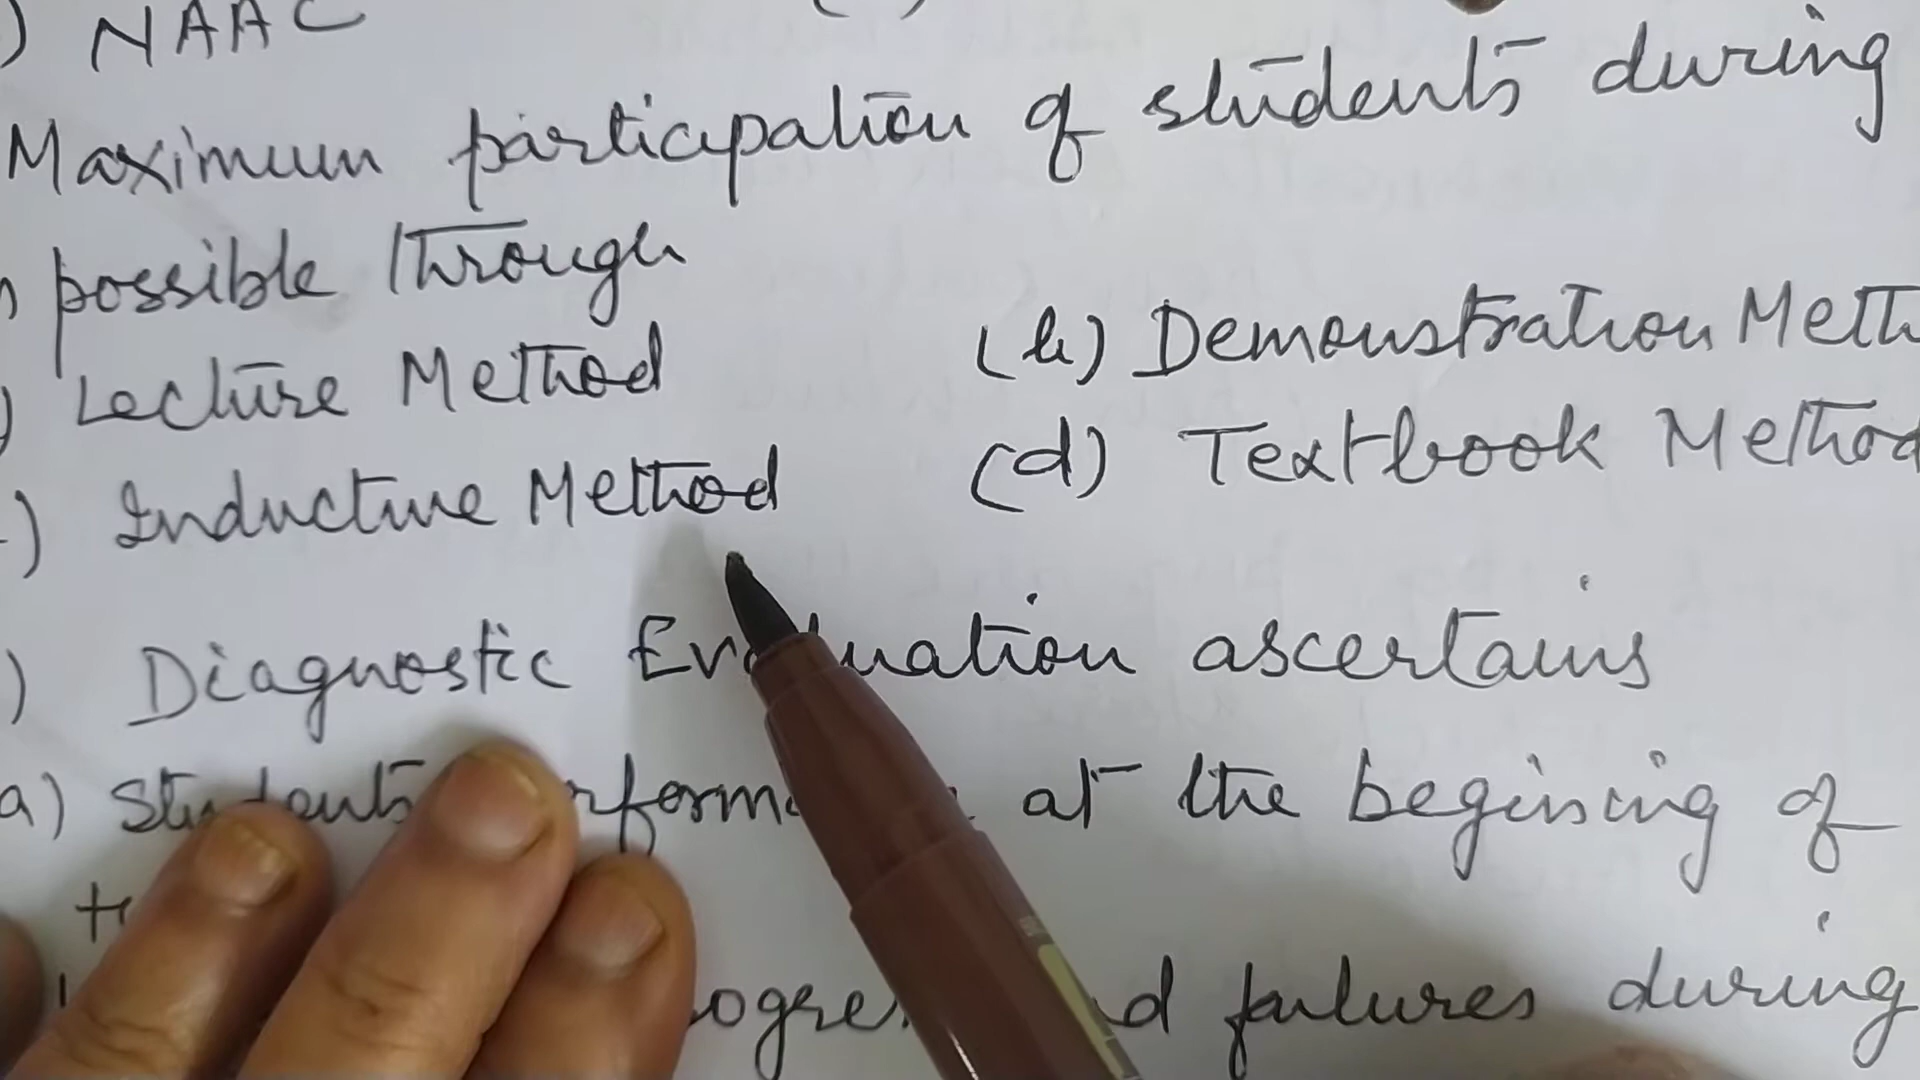 ) NAAC
Maximum participation of students during
possible through
) Lecture Method (b) Demonstration Meth
) Inductive Method (d) Textbook Method
) Diagnostic Evaluation ascertains
a) Students at the begining of
d failures during